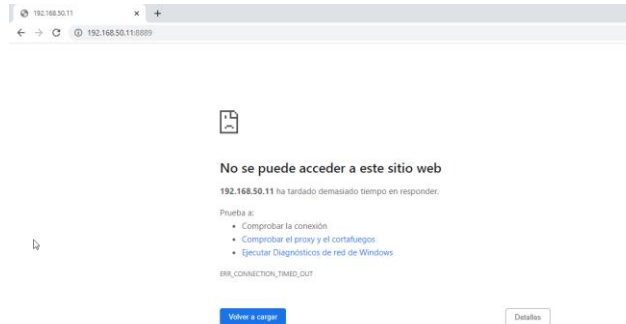 192.168.50.11
192.168.50.11:8889
No se puede acceder a este sitio web
192.168.50.11 ha tardado demasiado tiempo en responder.
Prueba a:
Comprobar la conexión
Comprobar el proxy y el cortafuegos
Ejecutar Diagnósticos de red de Windows
ERR_CONNECTION_TIMED_OUT
Volver a cargar
Detalles